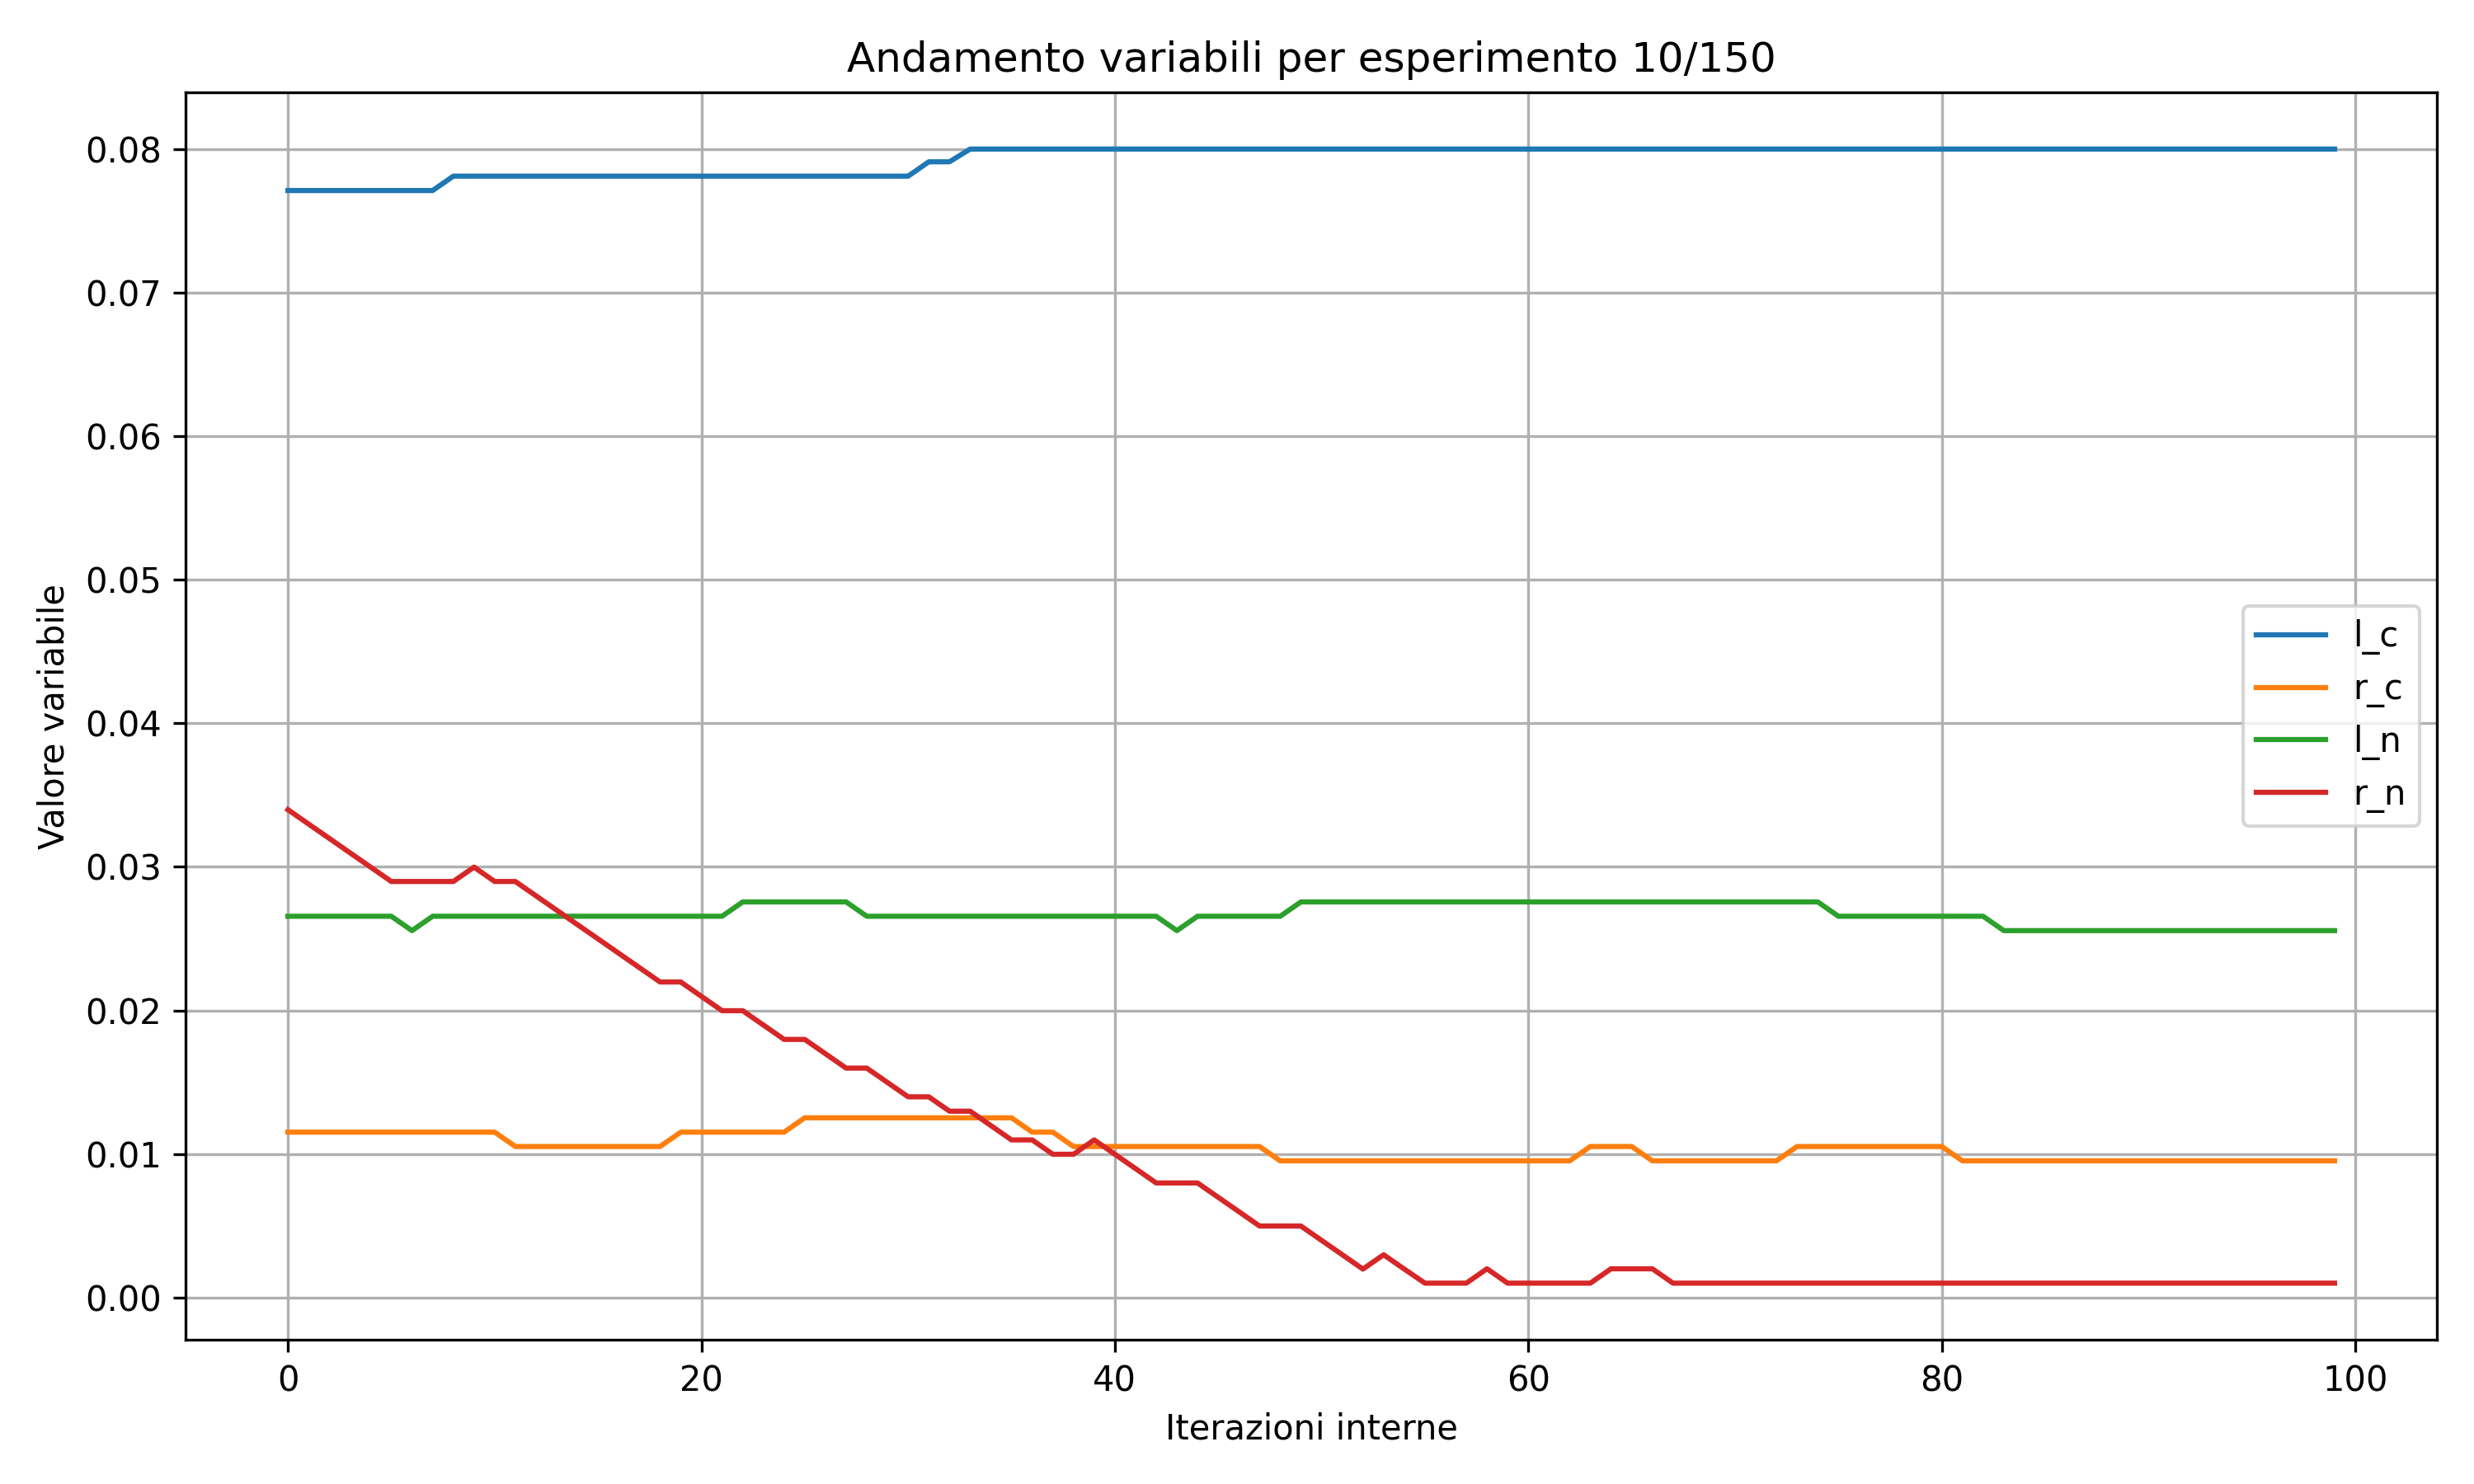 Andamento variabili per esperimento 10/150
Valore variabile
0.08
0.07
0.06
0.05
0.04
0.03
0.02
0.01
0.00
l_c
r_c
l_n
r_n
0 20 40 60 80 100
Iterazioni interne